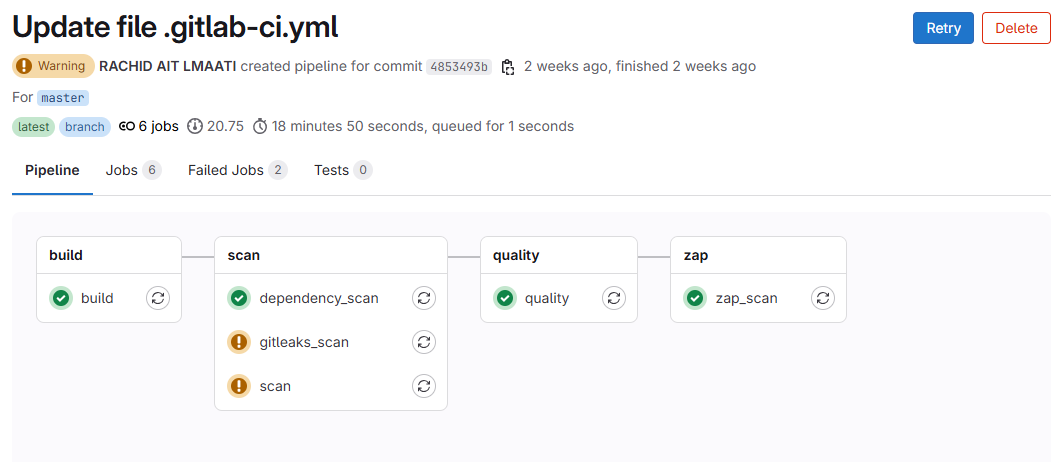 Update file .gitlab-ci.yml
Retry
Delete
Warning RACHID AIT LMAATI created pipeline for commit 4853493b 2 weeks ago, finished 2 weeks ago
For master
latest branch 6 jobs 20.75 18 minutes 50 seconds, queued for 1 seconds
Pipeline Jobs 6 Failed Jobs 2 Tests 0
build
build
scan
dependency_scan
gitleaks_scan
scan
quality
quality
zap
zap_scan